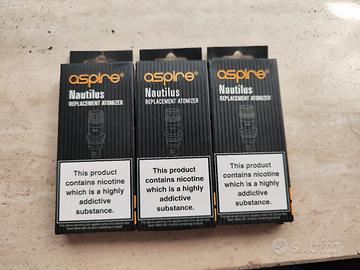 aspire
Nautilus
REPLACEMENT ATOMIZER
This product
contains nicotine
which is a highly
addictive
substance.
aspire
Nautilus
REPLACEMENT ATOMIZER
This product
contains nicotine
which is a highly
addictive
substance.
aspire
Nautilus
REPLACEMENT ATOMIZER
This product
contains nicotine
which is a highly
addictive
substance.
subito